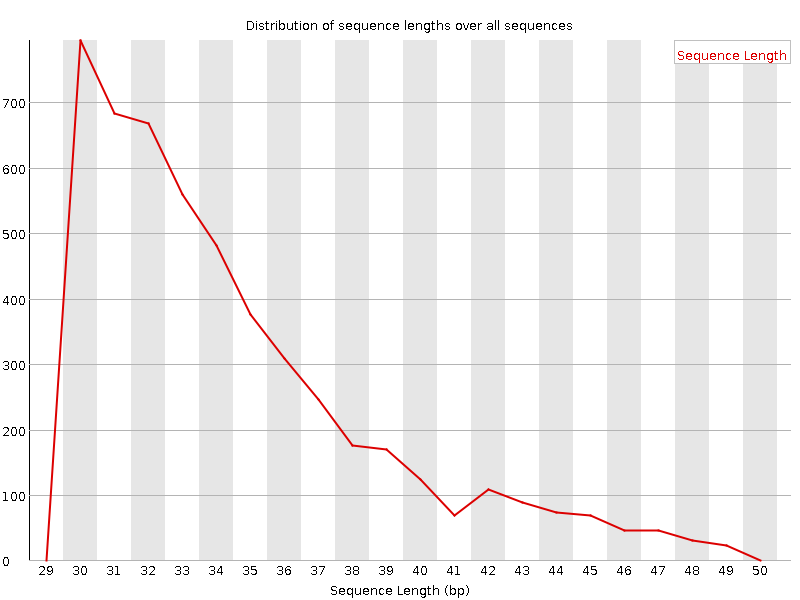 Distribution of sequence lengths over all sequences
Sequence Length
700
600
500
400
300
200
100
0
29 30 31 32 33 34 35 36 37 38 39 40 41 42 43 44 45 46 47 48 49 50
Sequence Length (bp)